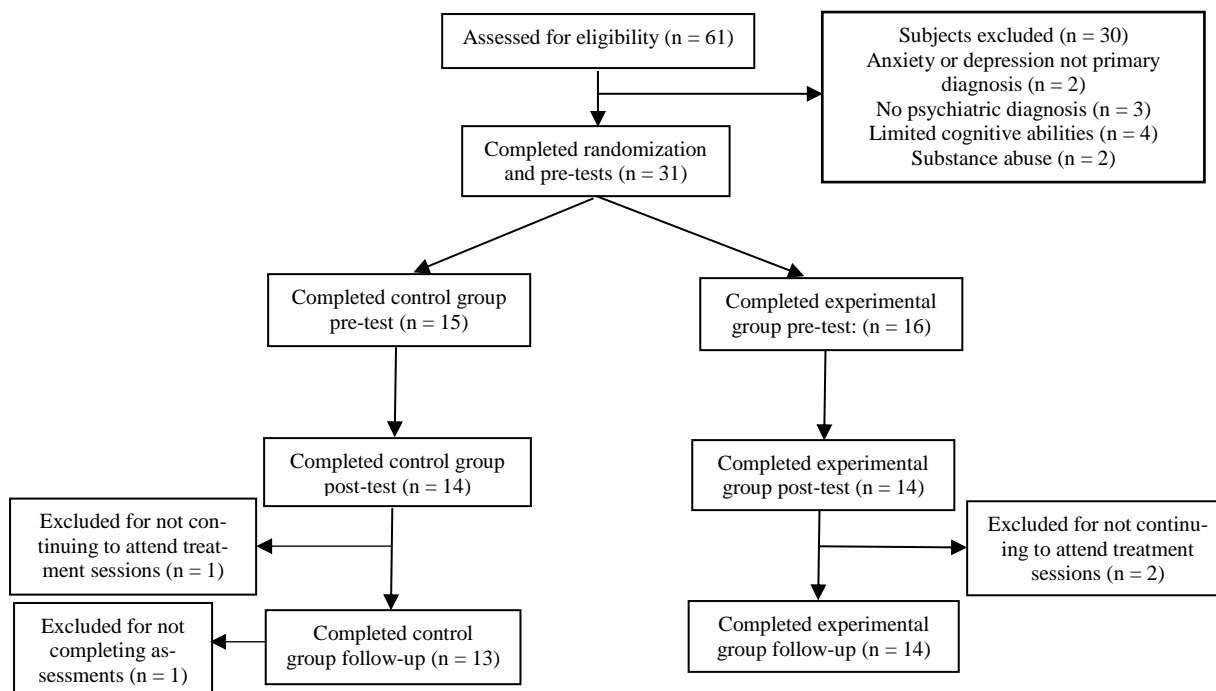 Assessed for eligibility (n = 61)
Subjects excluded (n = 30)
Anxiety or depression not primary
diagnosis (n = 2)
No psychiatric diagnosis (n = 3)
Limited cognitive abilities (n = 4)
Substance abuse (n = 2)
Completed randomization
and pre-tests (n = 31)
Completed control group
pre-test (n = 15)
Completed experimental
group pre-test: (n = 16)
Completed control group
post-test (n = 14)
Completed experimental
group post-test (n = 14)
Excluded for not con-
tinuing to attend treat-
ment sessions (n = 1)
Excluded for not continu-
ing to attend treatment
sessions (n = 2)
Excluded for not
completing as-
sessments (n = 1)
Completed control
group follow-up (n = 13)
Completed experimental
group follow-up (n = 14)